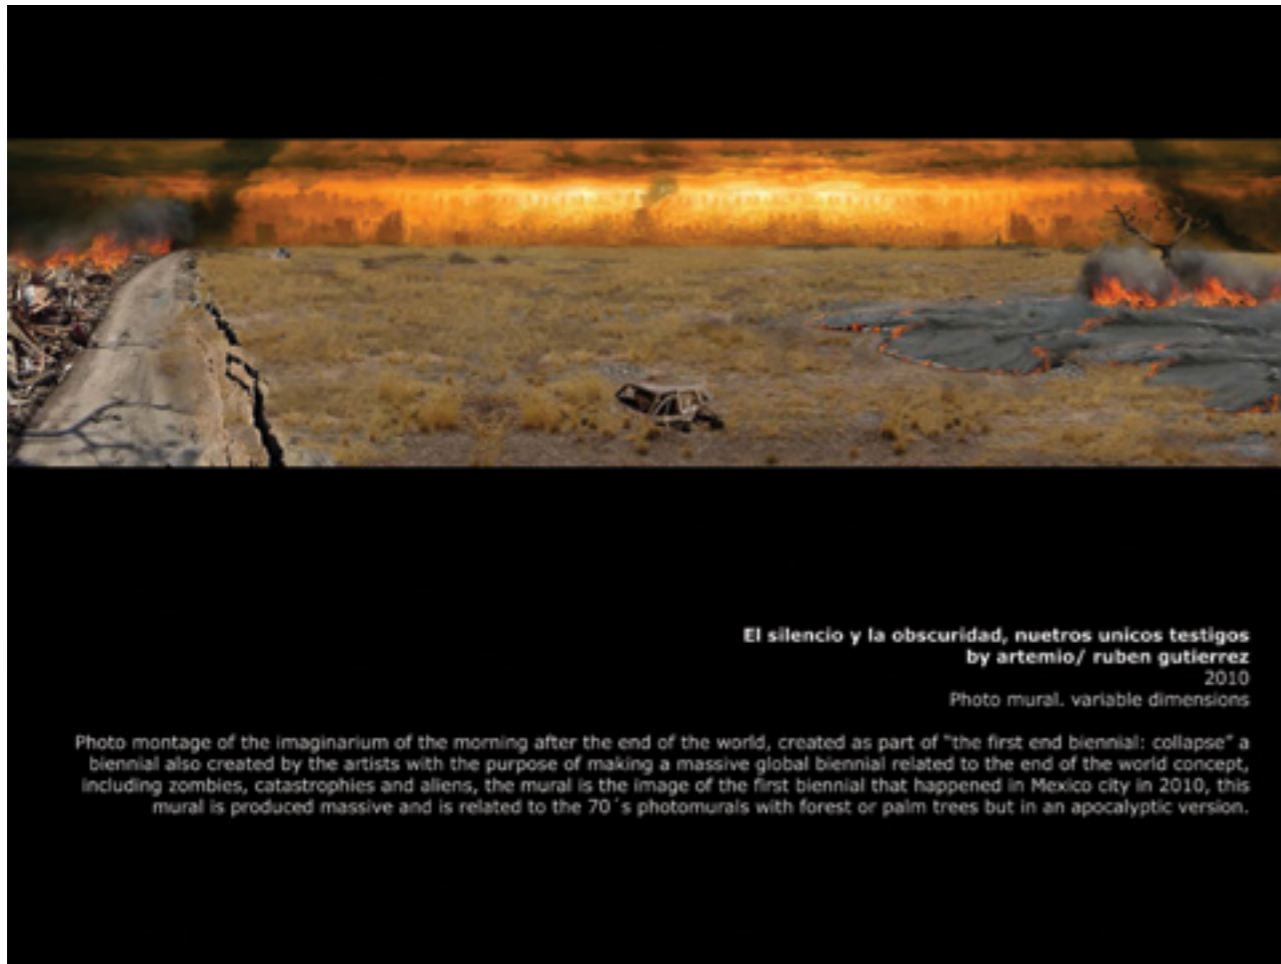 El silencio y la obscuridad, nuetros unicos testigos
by artemio/ ruben gutierrez
2010
Photo mural. variable dimensions
Photo montage of the imaginarium of the morning after the end of the world, created as part of "the first end biennial: collapse" a
biennial also created by the artists with the purpose of making a massive global biennial related to the end of the world concept,
including zombies, catastrophies and aliens, the mural is the image of the first biennial that happened in Mexico city in 2010, this
mural is produced massive and is related to the 70´s photomurals with forest or palm trees but in an apocalyptic version.